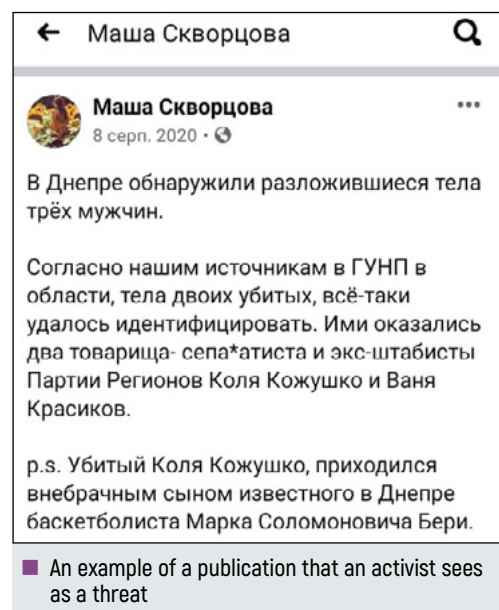 Маша Скворцова
Маша Скворцова
8 серп. 2020 ·
В Днепре обнаружили разложившиеся тела
трёх мужчин.
Согласно нашим источникам в ГУНП в
области, тела двоих убитых, всё-таки
удалось идентифицировать. Ими оказались
два товарища- сепа*атиста и экс-штабисты
Партии Регионов Коля Кожушко и Ваня
Красиков.
p.s. Убитый Коля Кожушко, приходился
внебрачным сыном известного в Днепре
баскетболиста Марка Соломоновича Бери.
An example of a publication that an activist sees
as a threat